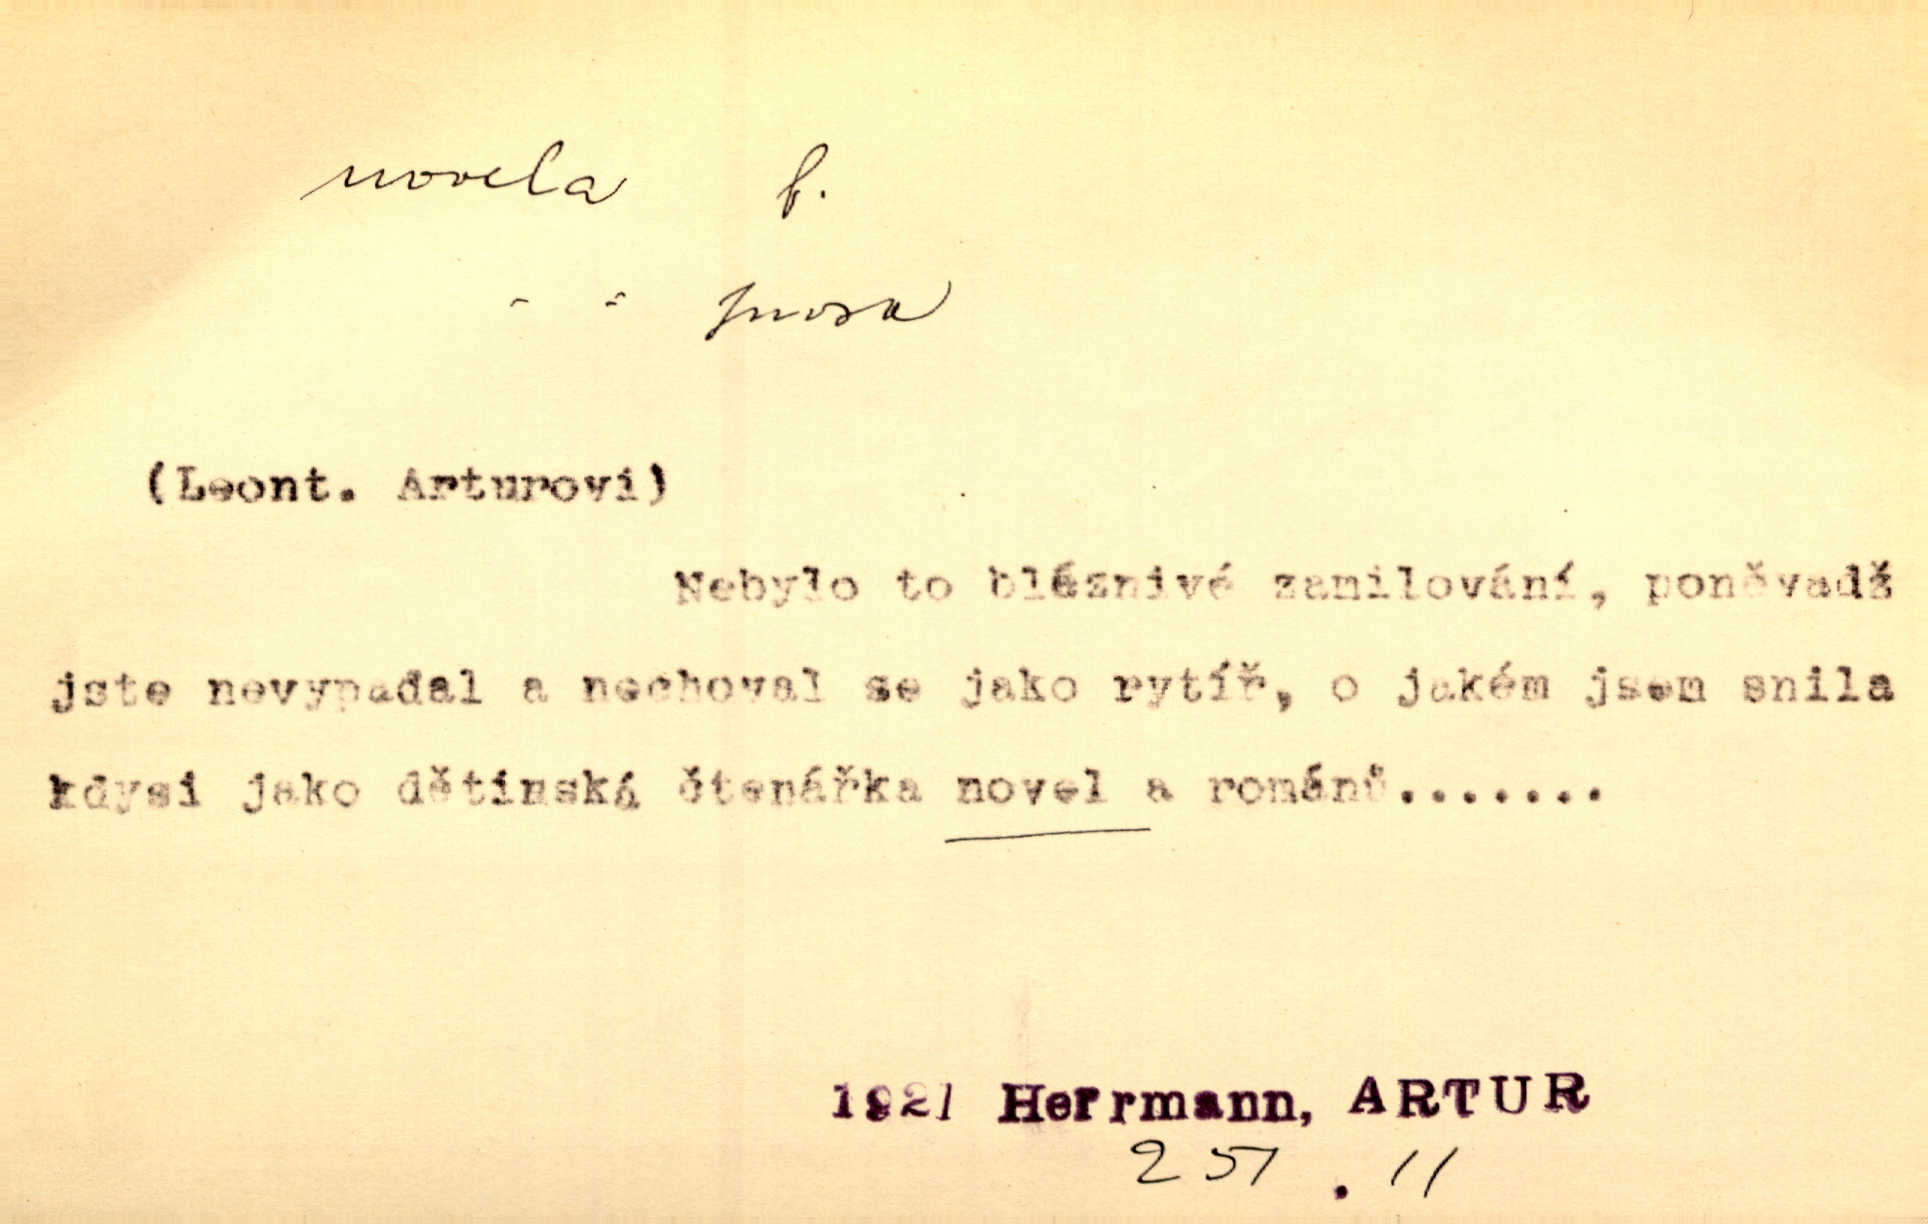 novela f.
prosa
(Leont. Arturovi)
Nebylo to bláznivé zamilování, poněvadž
jste nevypadal a nechoval se jako rytíř, o jakém jsem snila
kdysi jako dětinská čtenářka novel a románů.......
1921 Herrmann, ARTUR
251 . 11